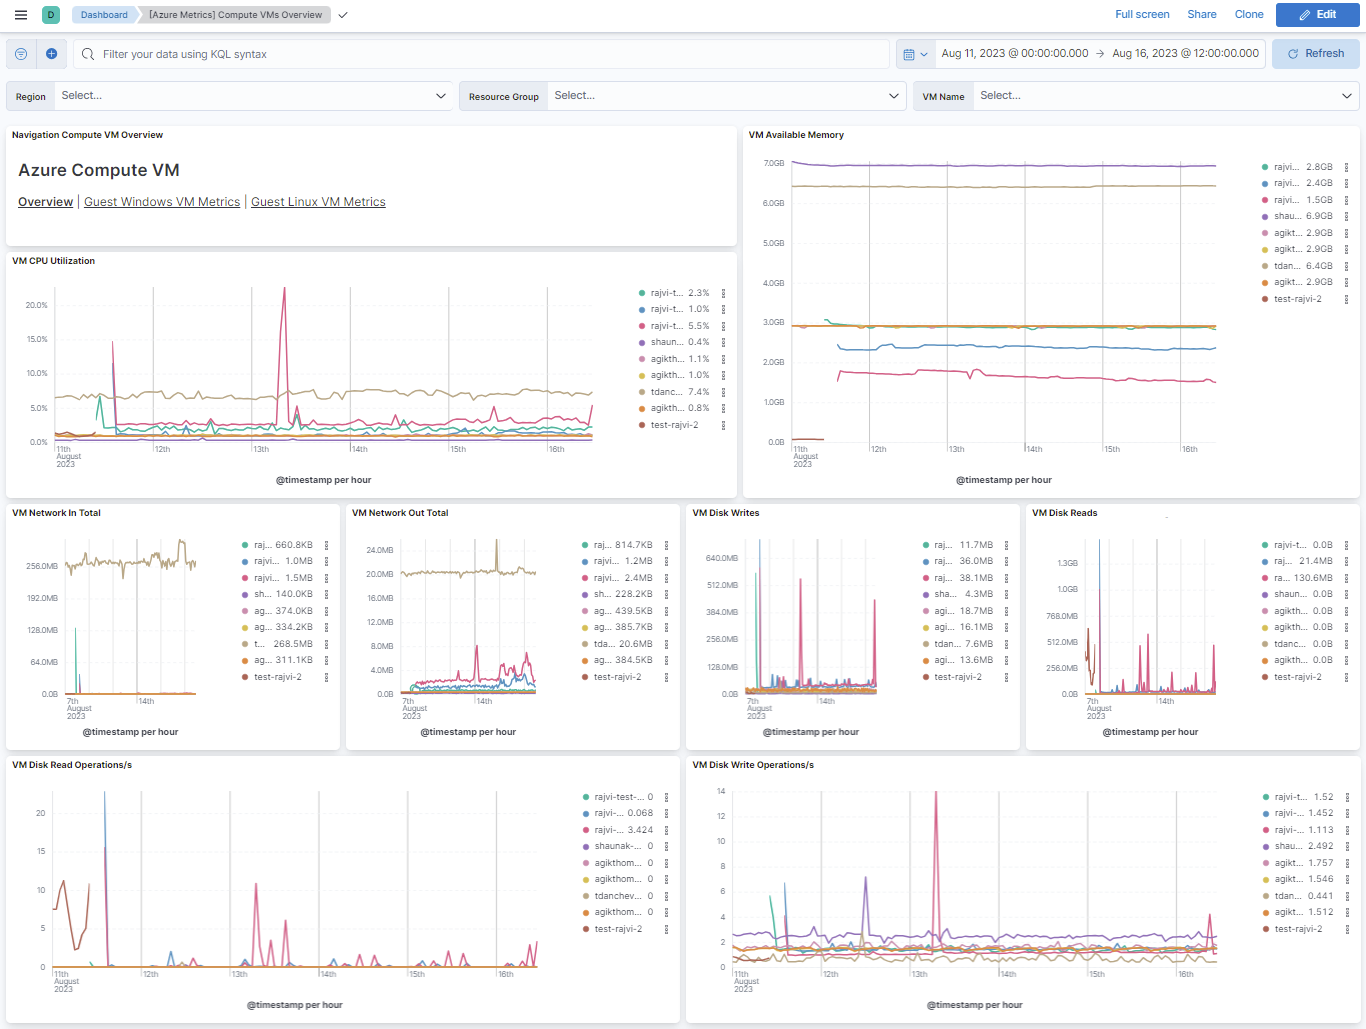 D Dashboard [Azure Metrics] Compute VMs Overview Full screen Share Clone Edit
Filter your data using KQL syntax Aug 11, 2023 @ 00:00:00.000 → Aug 16, 2023 @ 12:00:00.000 Refresh
Region Select... Resource Group Select... VM Name Select...
Navigation Compute VM Overview
Azure Compute VM
Overview | Guest Windows VM Metrics | Guest Linux VM Metrics
VM CPU Utilization
20.0%
15.0%
10.0%
5.0%
0.0%
11th 12th 13th 14th 15th 16th
August
2023
@timestamp per hour
rajvi-t... 2.3%
rajvi-t... 1.0%
rajvi-t... 5.5%
shaun... 0.4%
agikth... 1.1%
agikth... 1.0%
tdanc... 7.4%
agikth... 0.8%
test-rajvi-2
VM Available Memory
7.0GB
6.0GB
5.0GB
4.0GB
3.0GB
2.0GB
1.0GB
0.0B
11th 12th 13th 14th 15th 16th
August
2023
@timestamp per hour
rajvi... 2.8GB
rajvi... 2.4GB
rajvi... 1.5GB
shau... 6.9GB
agikt... 2.9GB
agikt... 2.9GB
tdan... 6.4GB
agikt... 2.9GB
test-rajvi-2
VM Network In Total
256.0MB
192.0MB
128.0MB
64.0MB
0.0B
7th 14th
August
2023
@timestamp per hour
raj... 660.8KB
rajvi... 1.0MB
rajvi... 1.5MB
sh... 140.0KB
ag... 374.0KB
ag... 334.2KB
t... 268.5MB
ag... 311.1KB
test-rajvi-2
VM Network Out Total
24.0MB
20.0MB
16.0MB
12.0MB
8.0MB
4.0MB
0.0B
7th 14th
August
2023
@timestamp per hour
raj... 814.7KB
rajvi... 1.2MB
rajvi... 2.4MB
sh... 228.2KB
ag... 439.5KB
ag... 385.7KB
tda... 20.6MB
ag... 384.5KB
test-rajvi-2
VM Disk Writes
640.0MB
512.0MB
384.0MB
256.0MB
128.0MB
0.0B
7th 14th
August
2023
@timestamp per hour
raj... 11.7MB
raj... 36.0MB
raj... 38.1MB
sha... 4.3MB
agi... 18.7MB
agi... 16.1MB
tdan... 7.6MB
agi... 13.6MB
test-rajvi-2
VM Disk Reads
1.3GB
1.0GB
768.0MB
512.0MB
256.0MB
0.0B
7th 14th
August
2023
@timestamp per hour
rajvi-t... 0.0B
raj... 21.4MB
ra... 130.6MB
shaun... 0.0B
agikth... 0.0B
agikth... 0.0B
tdanc... 0.0B
agikth... 0.0B
test-rajvi-2
VM Disk Read Operations/s
20
15
10
5
0
11th 12th 13th 14th 15th 16th
August
2023
@timestamp per hour
rajvi-test-... 0
rajvi-... 0.068
rajvi-... 3.424
shaunak-... 0
agikthom... 0
agikthom... 0
tdanchev... 0
agikthom... 0
test-rajvi-2
VM Disk Write Operations/s
14
12
10
8
6
4
2
0
11th 12th 13th 14th 15th 16th
August
2023
@timestamp per hour
rajvi-t... 1.52
rajvi-... 1.452
rajvi-... 1.113
shau... 2.492
agikt... 1.757
agikt... 1.546
tdan... 0.441
agikt... 1.512
test-rajvi-2